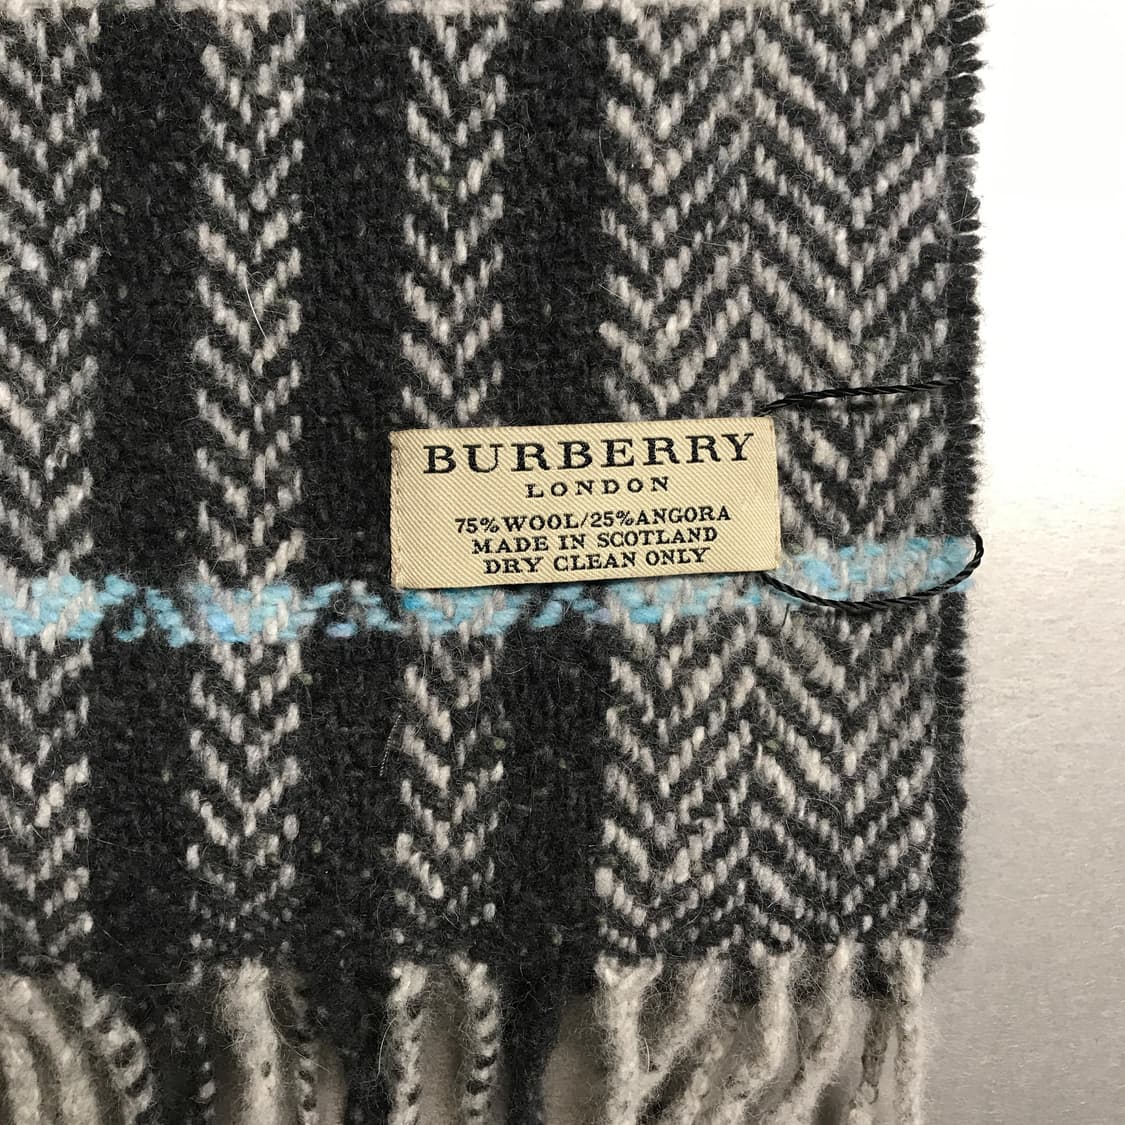 BURBERRY
LONDON
75%WOOL/25%ANGORA
MADE IN SCOTLAND
DRY CLEAN ONLY